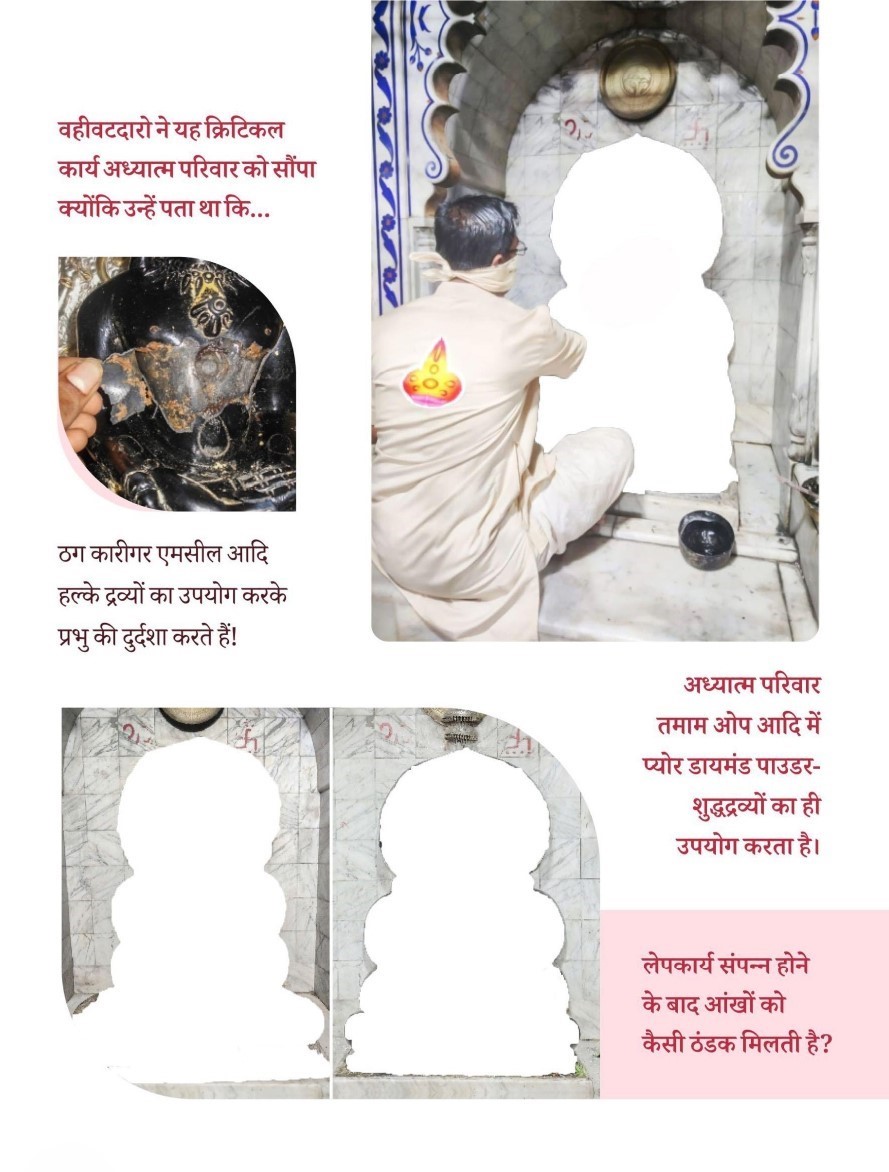 वहीवटदारो ने यह क्रिटिकल
कार्य अध्यात्म परिवार को सौंपा
क्योंकि उन्हें पता था कि...
ठग कारीगर एमसील आदि
हल्के द्रव्यों का उपयोग करके
प्रभु की दुर्दशा करते हैं!
अध्यात्म परिवार
तमाम ओप आदि में
प्योर डायमंड पाउडर-
शुद्धद्रव्यों का ही
उपयोग करता है।
लेपकार्य संपन्न होने
के बाद आंखों को
कैसी ठंडक मिलती है?